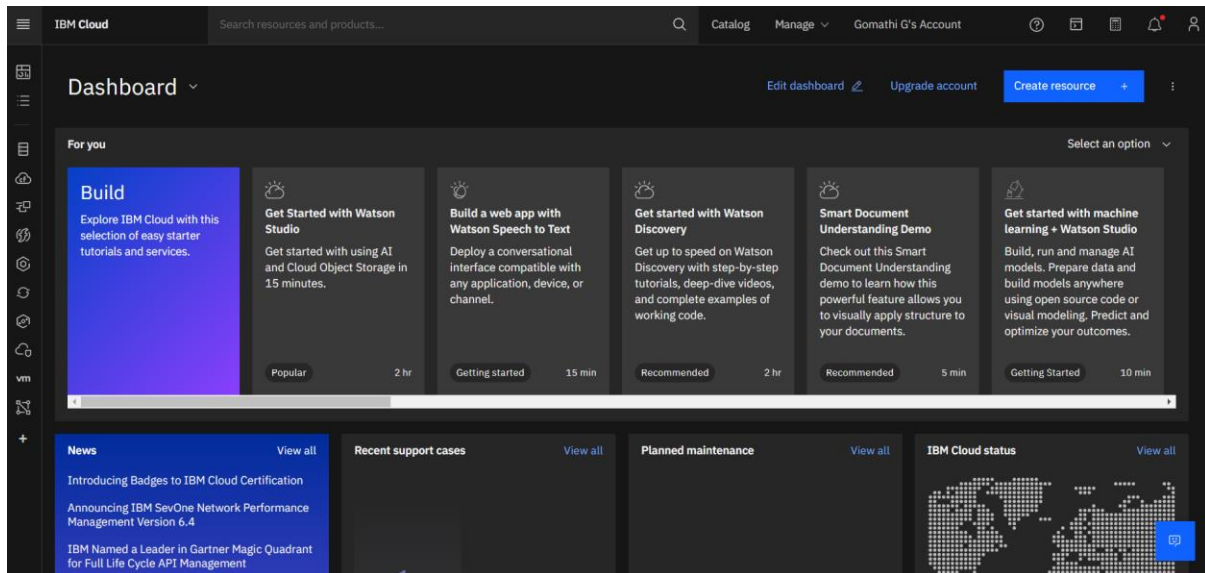 IBM Cloud
Search resources and products...
Catalog
Manage
Gomathi G's Account
Dashboard
Edit dashboard
Upgrade account
Create resource +
For you
Select an option
Build
Explore IBM Cloud with this
selection of easy starter
tutorials and services.
Get Started with Watson
Studio
Get started with using AI
and Cloud Object Storage in
15 minutes.
Popular
2 hr
Build a web app with
Watson Speech to Text
Deploy a conversational
interface compatible with
any application, device, or
channel.
Getting started
15 min
Get started with Watson
Discovery
Get up to speed on Watson
Discovery with step-by-step
tutorials, deep-dive videos,
and complete examples of
working code.
Recommended
2 hr
Smart Document
Understanding Demo
Check out this Smart
Document Understanding
demo to learn how this
powerful feature allows you
to visually apply structure to
your documents.
Recommended
5 min
Get started with machine
learning + Watson Studio
Build, run and manage AI
models. Prepare data and
build models anywhere
using open source code or
visual modeling. Predict and
optimize your outcomes.
Getting Started
10 min
vm
News
View all
Introducing Badges to IBM Cloud Certification
Announcing IBM SevOne Network Performance
Management Version 6.4
IBM Named a Leader in Gartner Magic Quadrant
for Full Life Cycle API Management
Recent support cases
View all
Planned maintenance
View all
IBM Cloud status
View all